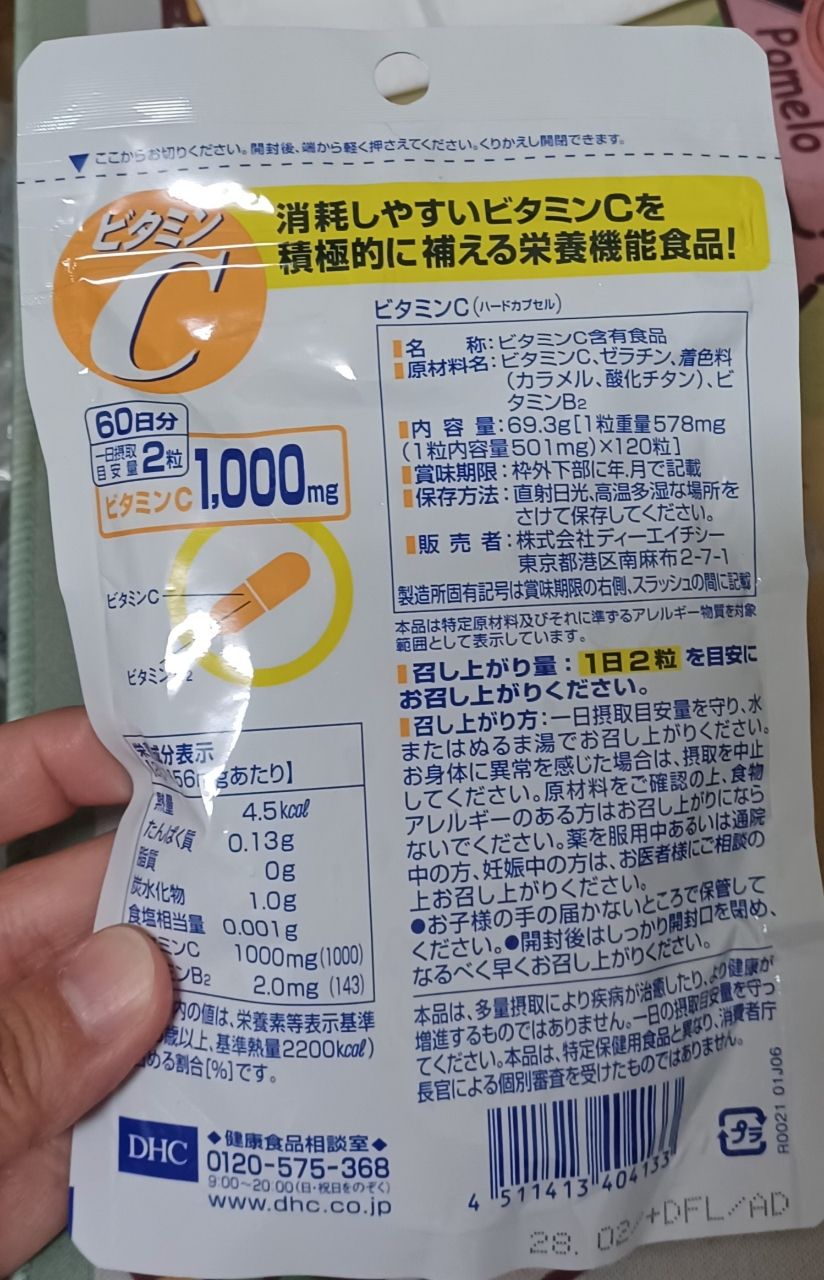 Pomelo
▼ここからお切りください。開封後、端から軽く押さえてください。くりかえし開閉できます。
ビタミン
C
消耗しやすいビタミンCを
積極的に補える栄養機能食品!
60日分
一日摂取
目安量2粒
ビタミンC 1,000mg
ビタミンC
ビタミン
ビタミンC(ハードカプセル)
名称:ビタミンC含有食品
原材料名:ビタミンC、ゼラチン、着色料
(カラメル、酸化チタン)、ビ
タミンB2
内容量:69.3g[1粒重量578mg
(1粒内容量501mg)×120粒]
賞味期限:枠外下部に年、月で記載
保存方法:直射日光、高温多湿な場所を
さけて保存してください。
販売者:株式会社ディーエイチシー
東京都港区南麻布2-7-1
製造所固有記号は賞味期限の右側、スラッシュの間に記載
本品は特定原材料及びそれに準ずるアレルギー物質を対象
範囲として表示しています。
召し上がり量:1日2粒を目安に
お召し上がりください。
召し上がり方:一日摂取目安量を守り、水
またはぬるま湯でお召し上がりください。
お身体に異常を感じた場合は、摂取を中止
してください。原材料をご確認の上、食物
アレルギーのある方はお召し上がりになら
ないでください。薬を服用中あるいは通院
中の方、妊娠中の方は、お医者様にご相談の
上お召し上がりください。
●お子様の手の届かないところで保管して
ください。●開封後はしっかり開封口を閉め、
なるべく早くお召し上がりください。
本品は、多量摂取により疾病が治癒したり、より健康が
増進するものではありません。一日の摂取目安量を守っ
てください。本品は、特定保健用食品と異なり、消費者庁
長官による個別審査を受けたものではありません。
成分表示
56m gあたり】
熱量 4.5kcal
たんぱく質 0.13g
脂質 0g
炭水化物 1.0g
食塩相当量 0.001g
ミンC 1000mg(1000)
ンB2 2.0mg(143)
内の値は、栄養素等表示基準
歳以上、基準熱量2200kcal)
める割合[%]です。
DHC
◆健康食品相談室◆
0120-575-368
9:00~20:00(日・祝日をのぞく)
www.dhc.co.jp
4 511413 404133
プラ
R0021 01J06
28. 02 +DFL/AD